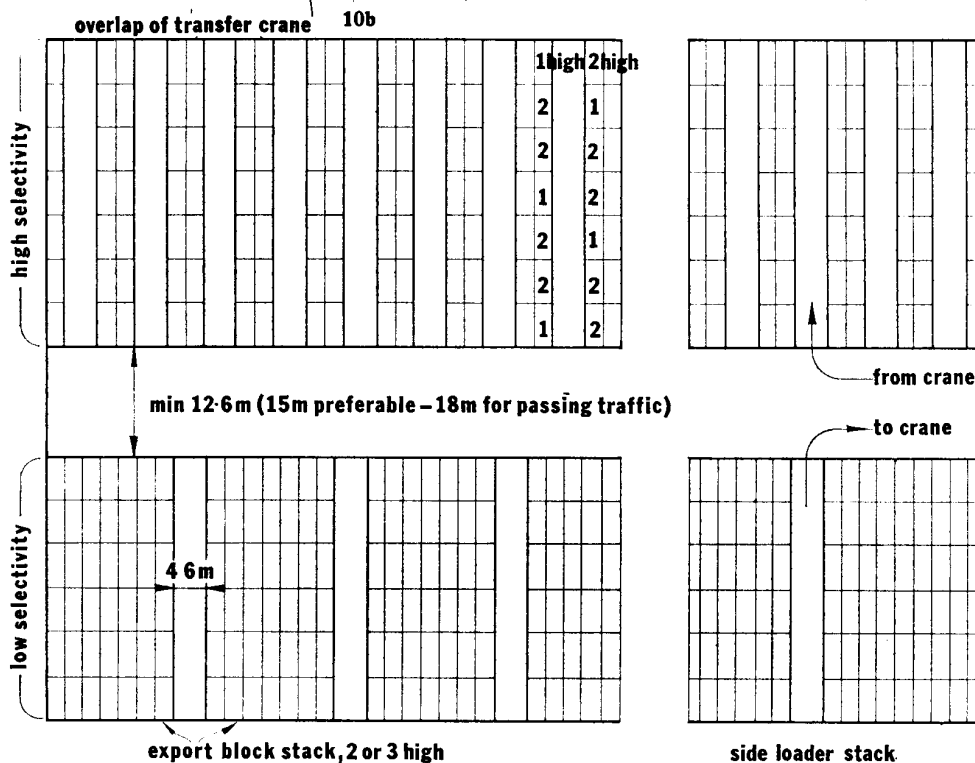 overlap of transfer crane
10b
high selectivity
1high 2high
2 1
2 2
1 2
2 1
2 2
1 2
from crane
min 12·6m (15m preferable – 18m for passing traffic)
to crane
low selectivity
4 6m
export block stack, 2 or 3 high
side loader stack